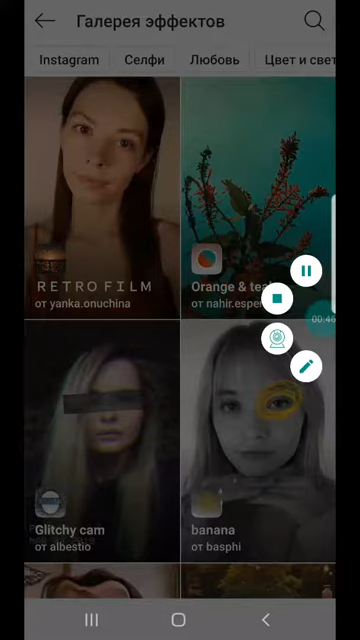 Галерея эффектов
Instagram
Селфи
Любовь
Цвет и свет
RETRO FILM
от yanka.onuchina
Orange & tea
от nahir.esper
00:46
Glitchy cam
от albestio
banana
от basphi